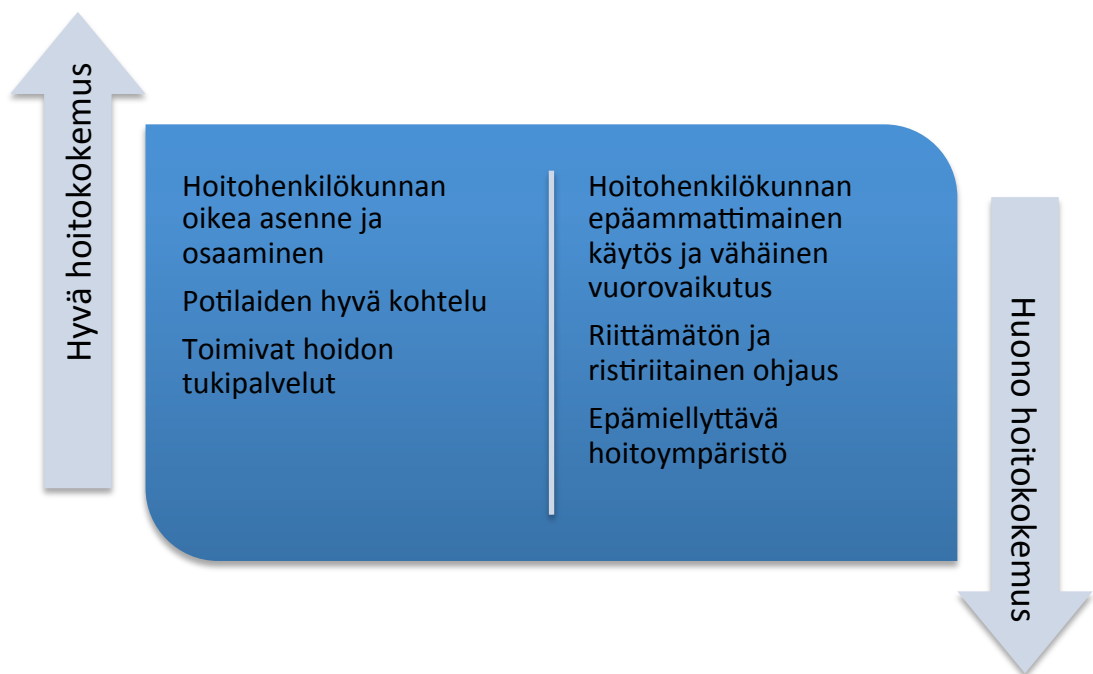 Hyvä hoitokokemus
Hoitohenkilökunnan
oikea asenne ja
osaaminen
Potilaiden hyvä kohtelu
Toimivat hoidon
tukipalvelut
Hoitohenkilökunnan
epäammattimainen
käytös ja vähäinen
vuorovaikutus
Riittämätön ja
ristiriitainen ohjaus
Epämiellyttävä
hoitoympäristö
Huono hoitokokemus